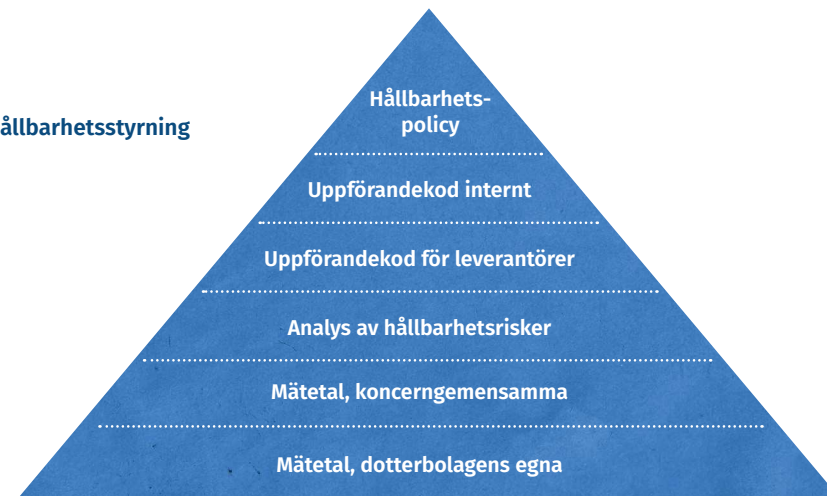 Hållbarhets-
policy
ållbarhetsstyrning
Uppförandekod internt
Uppförandekod för leverantörer
Analys av hållbarhetsrisker
Mätetal, koncerngemensamma
Mätetal, dotterbolagens egna